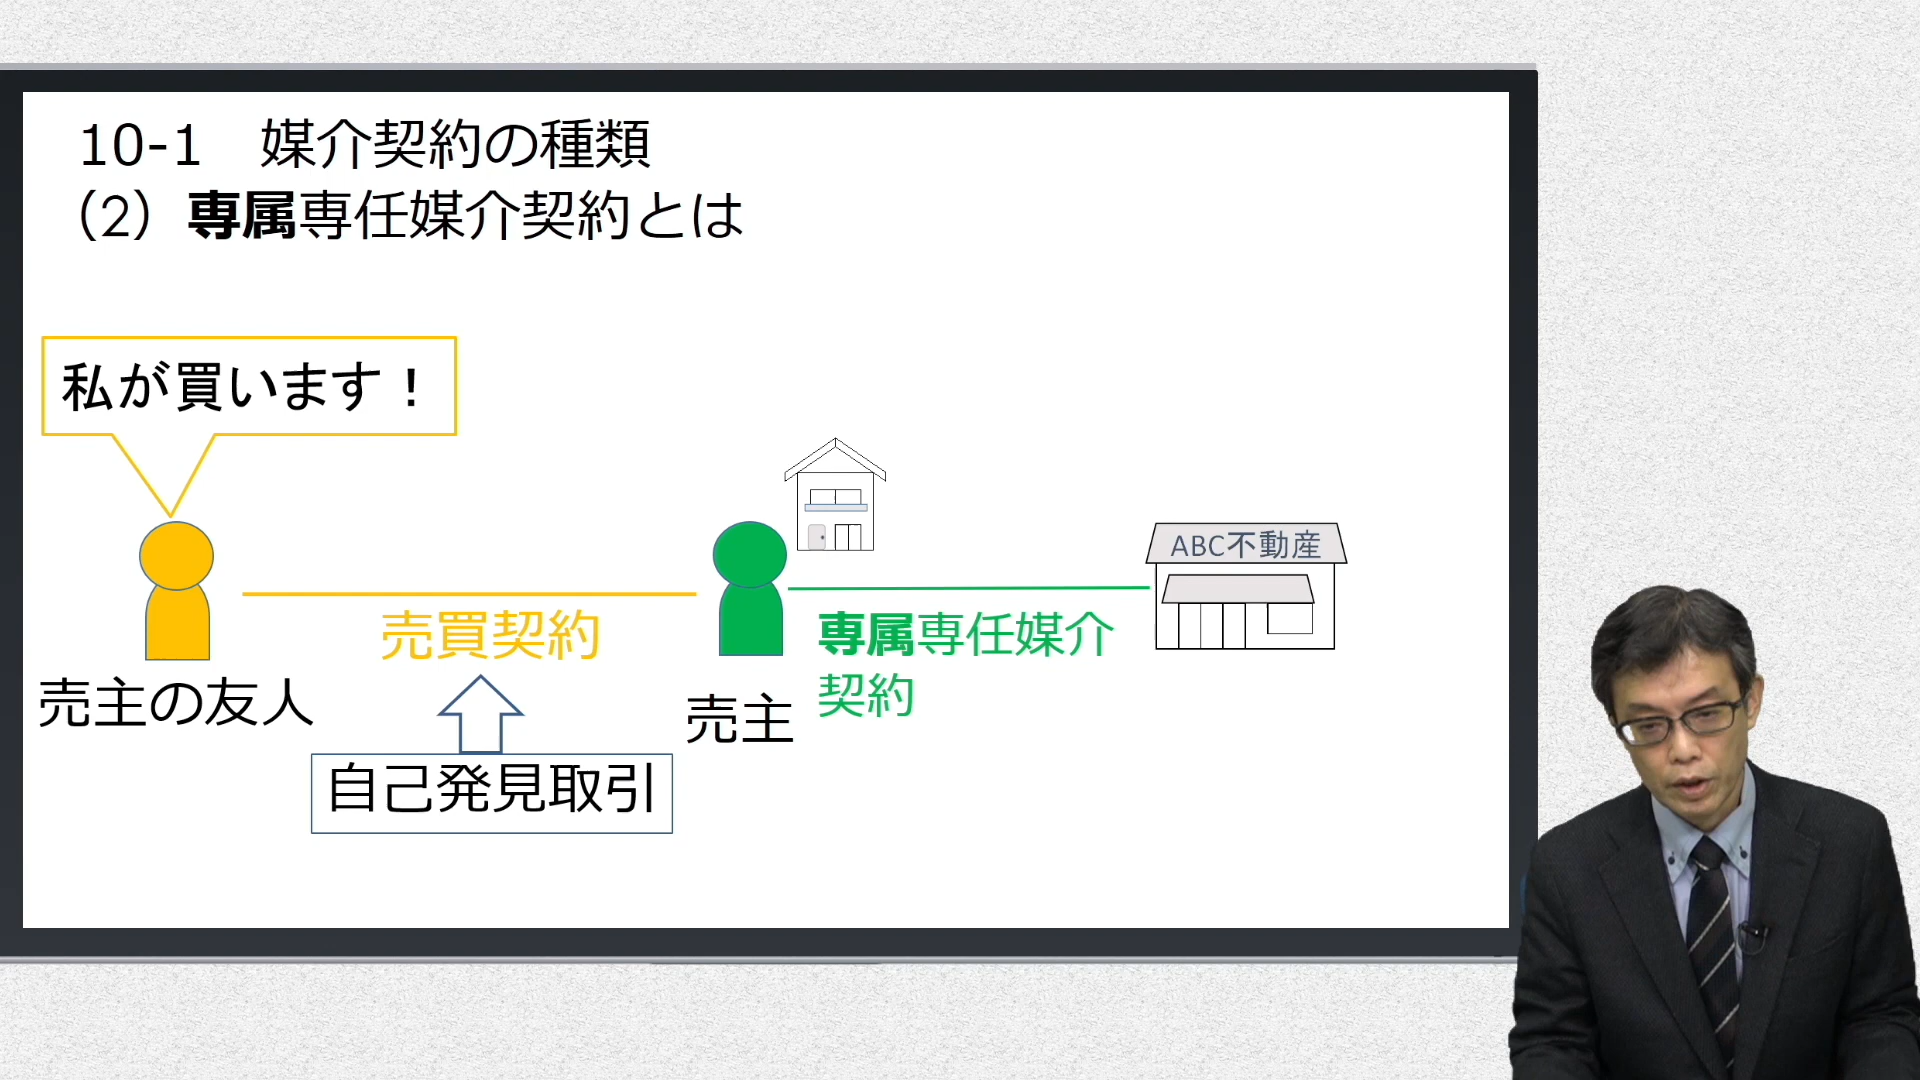 10-1　媒介契約の種類
（2）専属専任媒介契約とは
私が買います！
ABC不動産
売買契約
専属専任媒介
契約
売主の友人
売主
自己発見取引